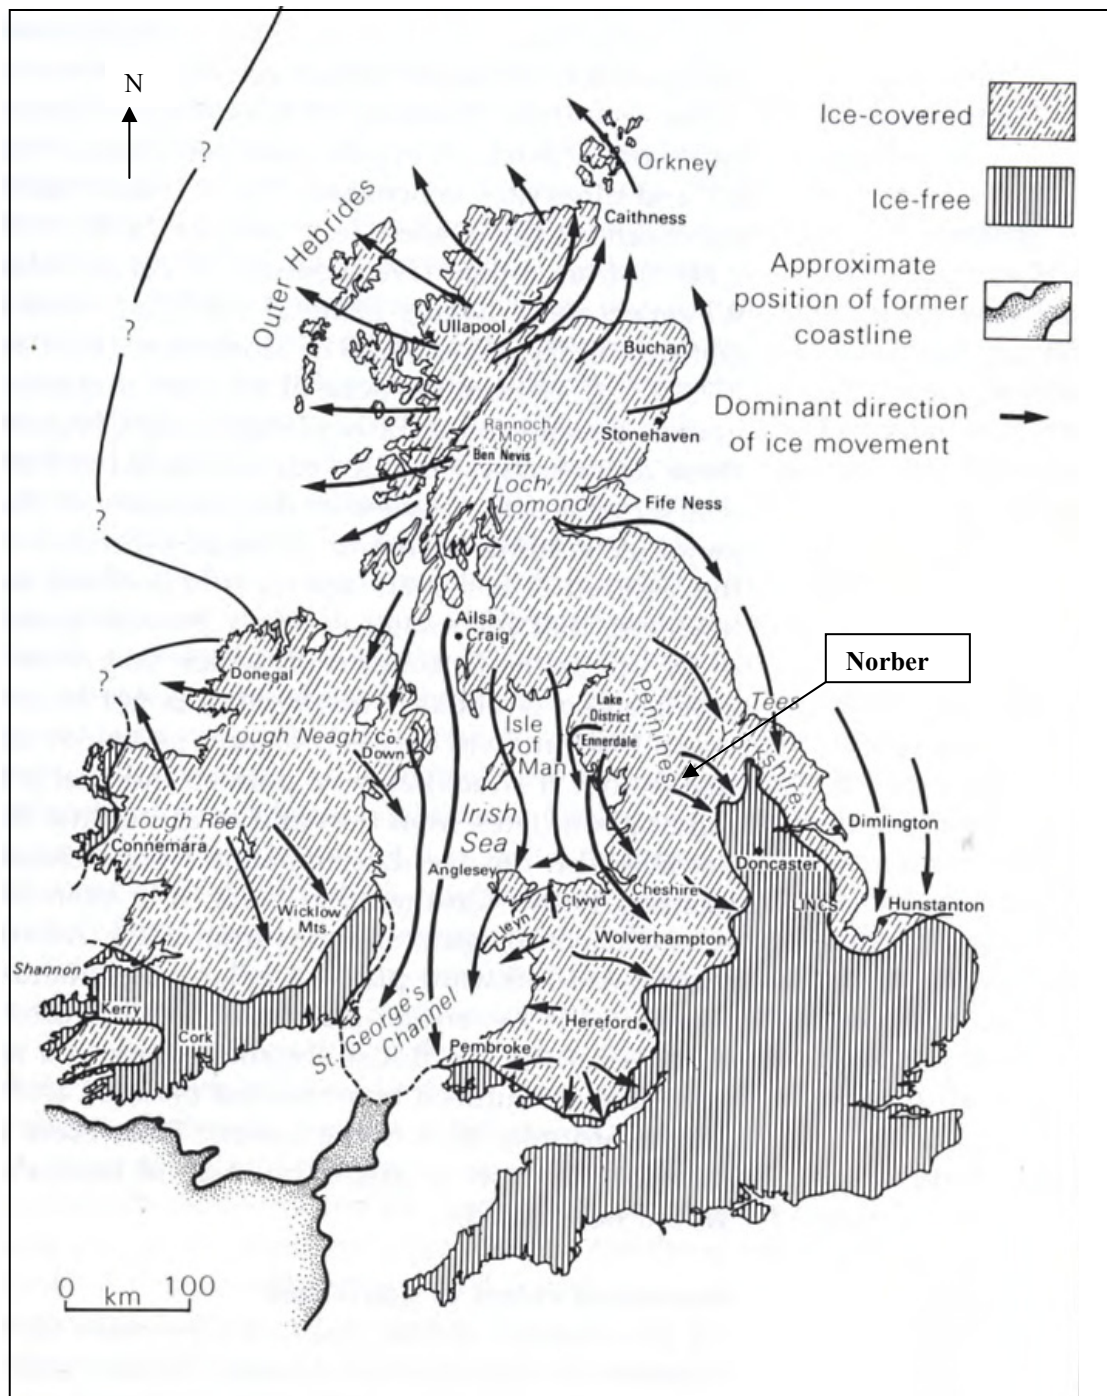 N
Ice-covered
Ice-free
Approximate
position of former
coastline
Dominant direction
of ice movement
?
?
?
?
Orkney
Caithness
Outer Hebrides
Ullapool
Buchan
Rannoch
Moor
Stonehaven
Ben Nevis
Loch
Lomond
Fife Ness
Ailsa
Craig
Norber
Donegal
Pennines
Tees
Lake
District
Ennerdale
Isle
of
Man
Lough Neagh
Co.
Down
Yorkshire
Irish
Sea
Lough Ree
Connemara
Dimlington
Doncaster
Anglesey
Cheshire
Clwyd
LINCS.
Hunstanton
Wicklow
Mts.
Lleyn
Wolverhampton
Shannon
Kerry
Cork
St. George's
Channel
Hereford
Pembroke
0 100
km